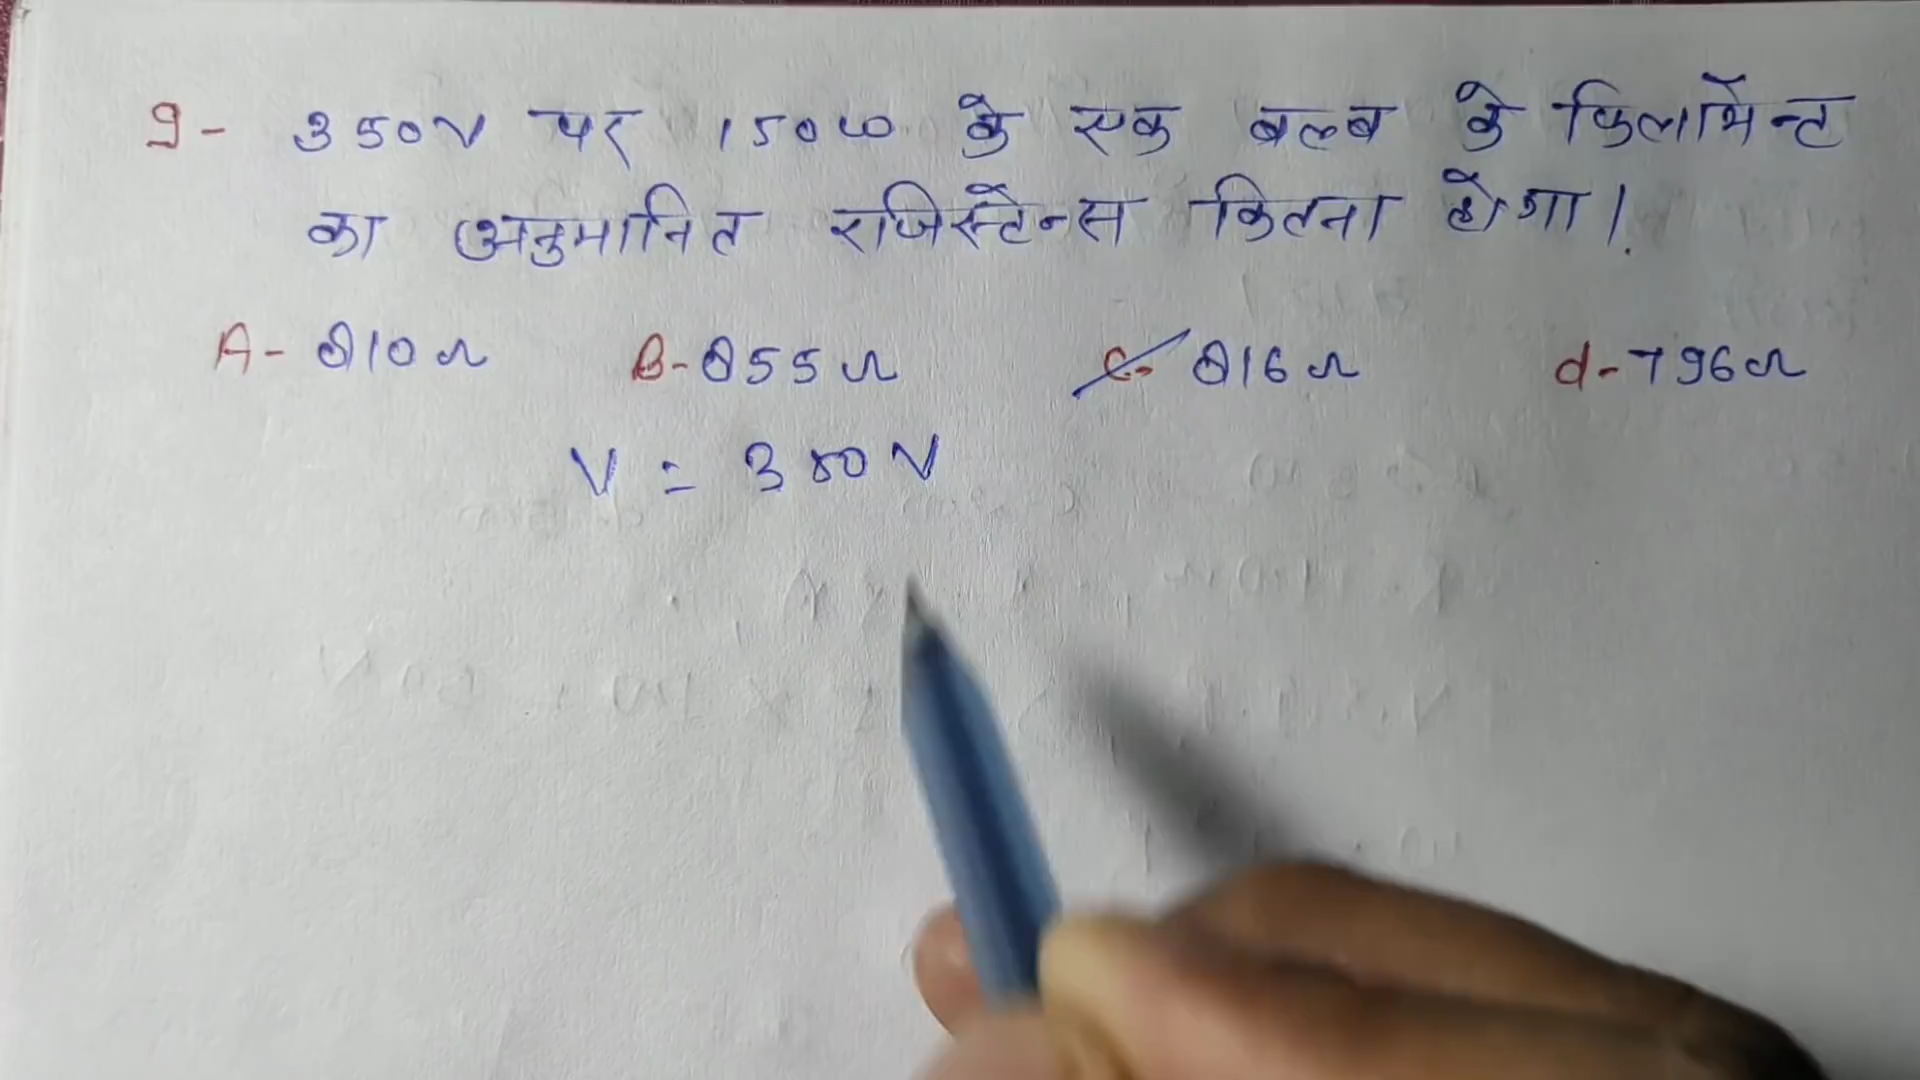 9- 350V पर 150W के एक बल्ब के फिलामेन्ट
का अनुमानित रजिस्टेन्स कितना होगा।
A- 810Ω B- 855Ω C- 816Ω d- 796Ω
V = 350V